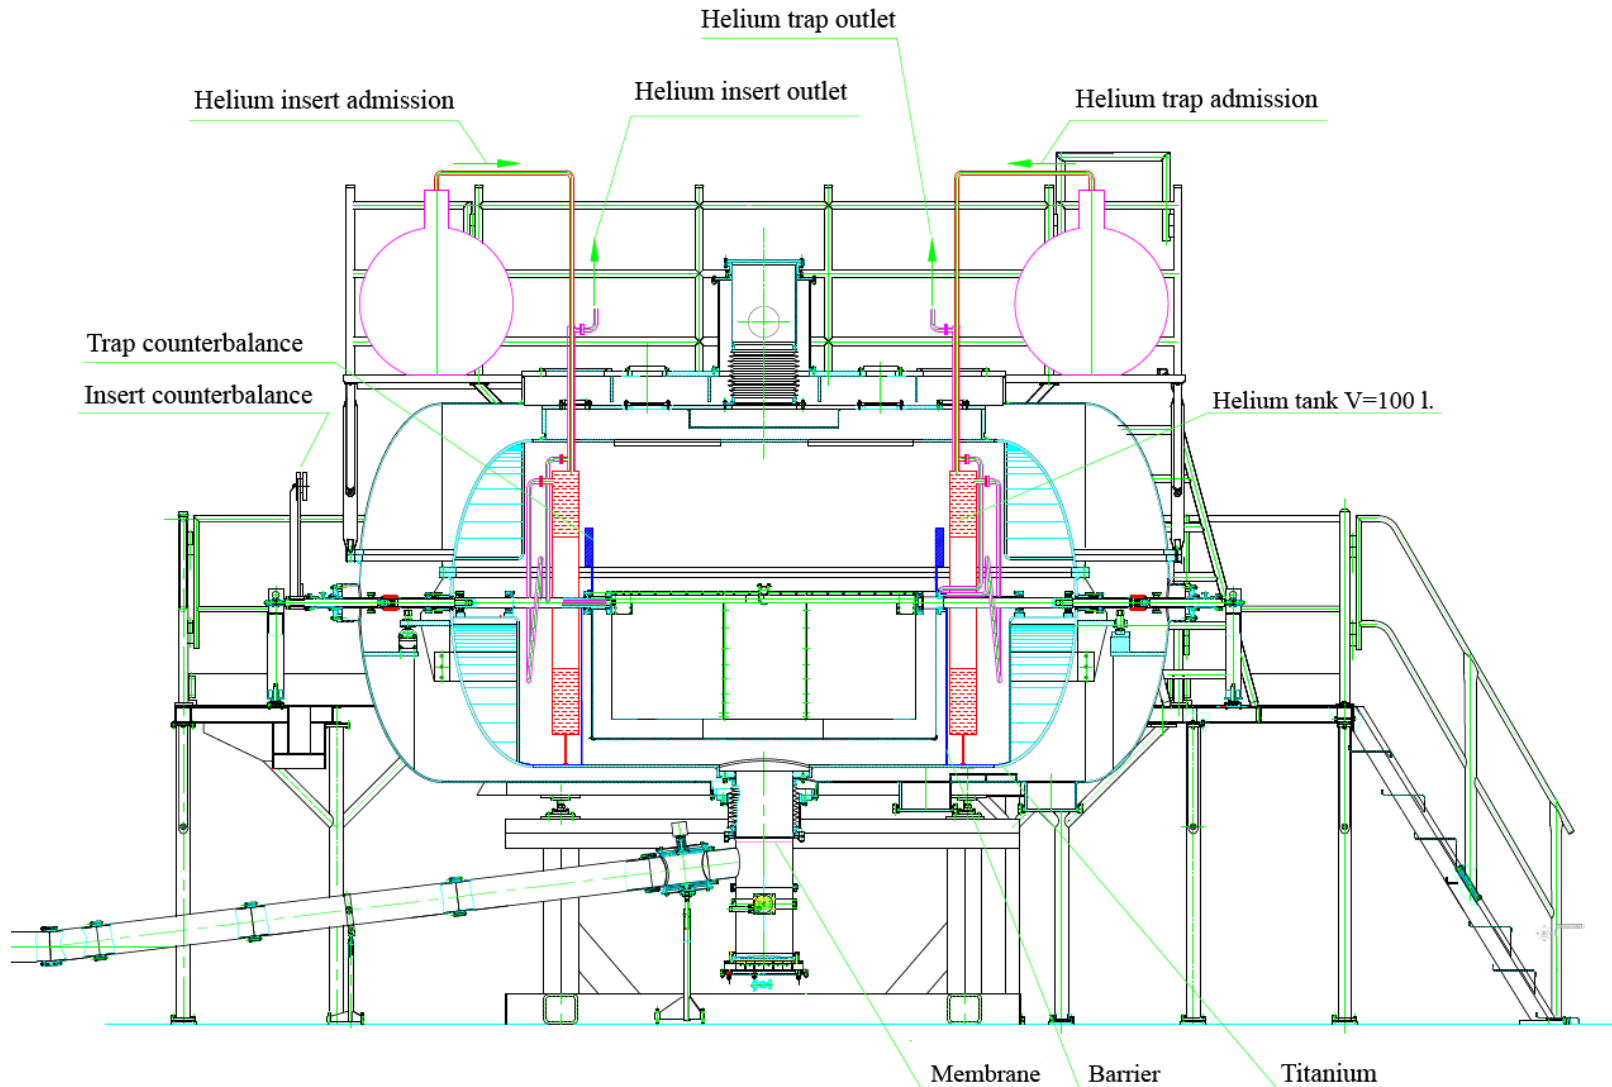 Helium trap outlet
Helium insert admission
Helium insert outlet
Helium trap admission
Trap counterbalance
Insert counterbalance
Helium tank V=100 l.
Membrane
Barrier
Titanium